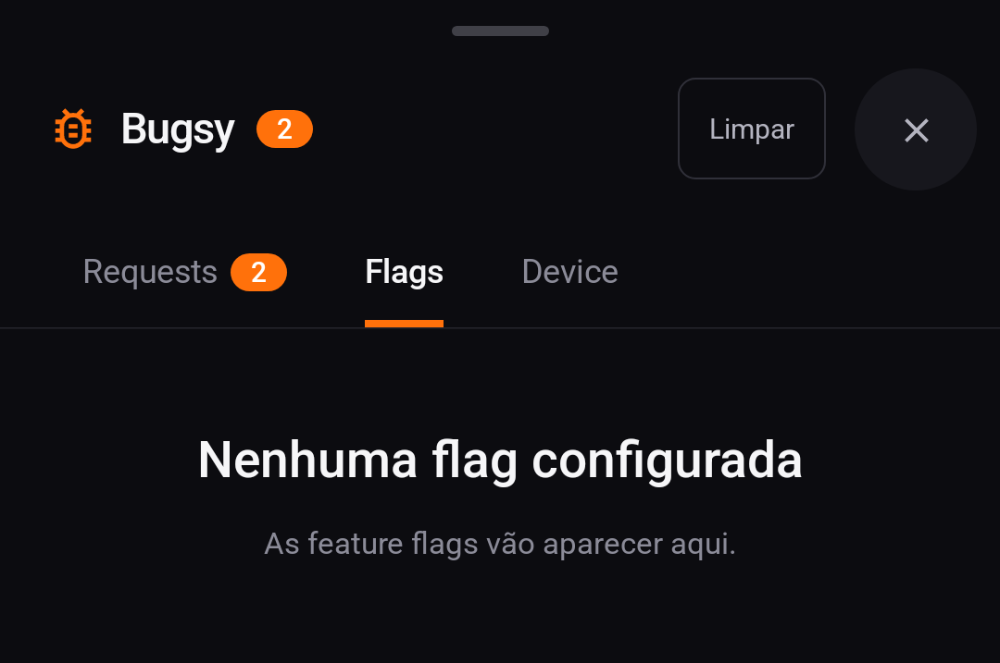 Bugsy 2 Limpar
Requests 2 Flags Device
Nenhuma flag configurada
As feature flags vão aparecer aqui.